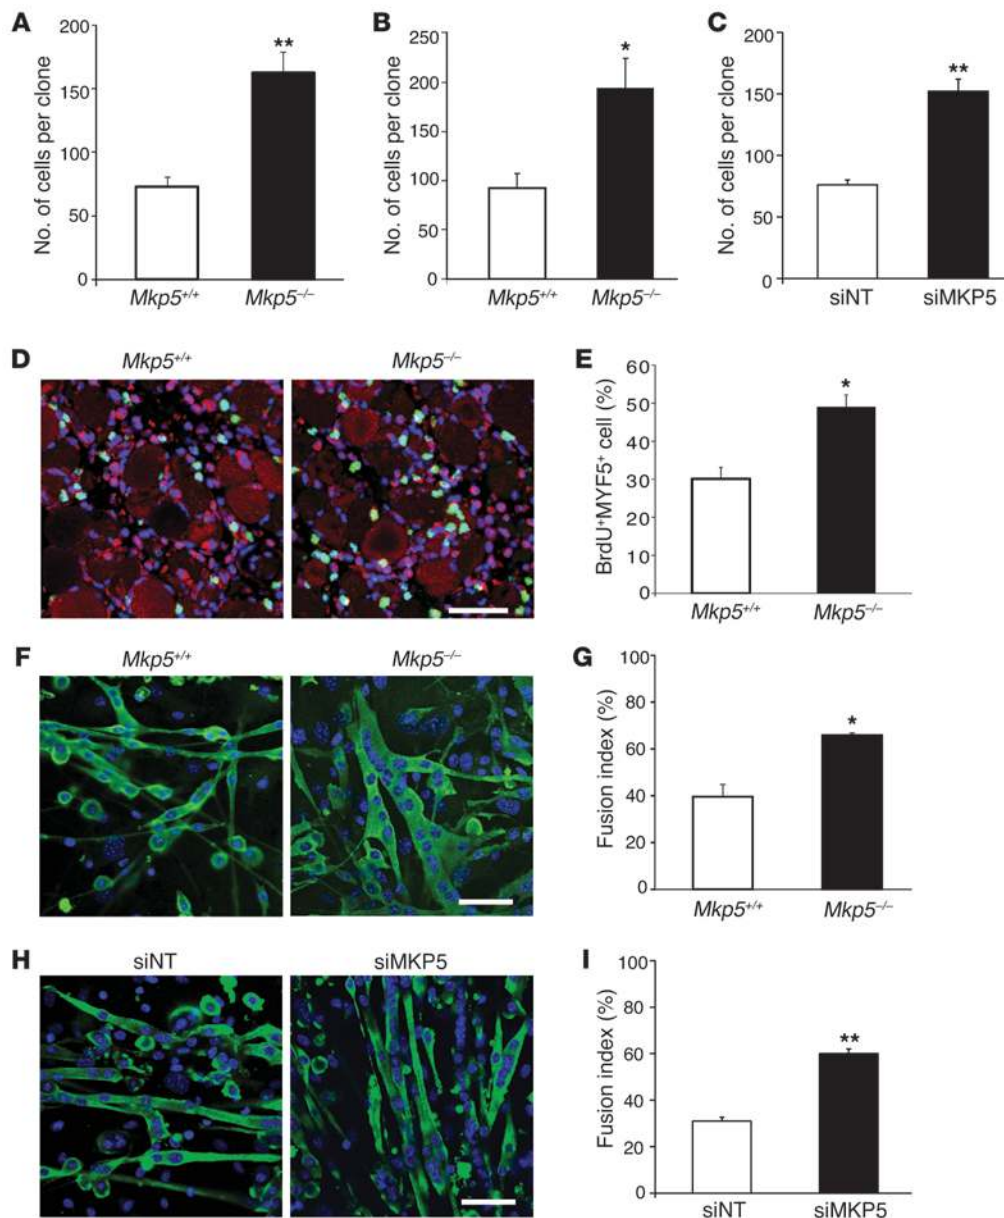 A
No. of cells per clone
200
150
100
50
0
**
Mkp5+/+
Mkp5–/–
B
No. of cells per clone
250
200
150
100
50
0
*
Mkp5+/+
Mkp5–/–
C
No. of cells per clone
200
150
100
50
0
**
siNT
siMKP5
D
Mkp5+/+
Mkp5–/–
E
BrdU+MYF5+ cell (%)
60
50
40
30
20
10
0
*
Mkp5+/+
Mkp5–/–
F
Mkp5+/+
Mkp5–/–
G
Fusion index (%)
100
80
60
40
20
0
*
Mkp5+/+
Mkp5–/–
H
siNT
siMKP5
I
Fusion index (%)
100
80
60
40
20
0
**
siNT
siMKP5